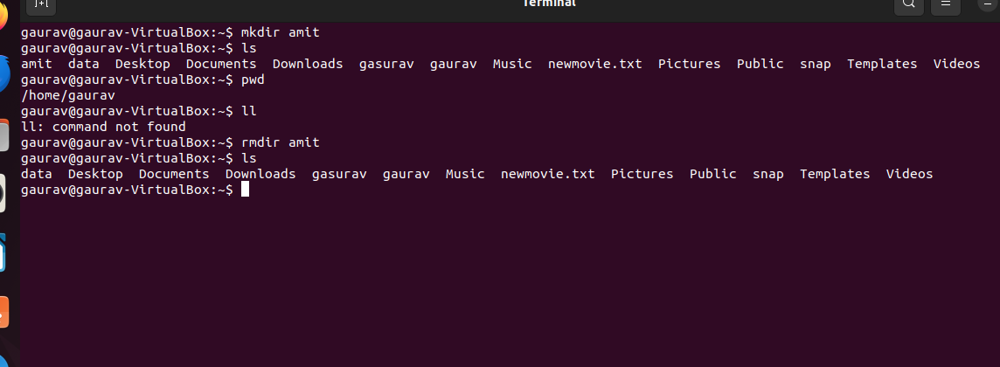 Terminal
gaurav@gaurav-VirtualBox:~$ mkdir amit
gaurav@gaurav-VirtualBox:~$ ls
amit  data  Desktop  Documents  Downloads  gasurav  gaurav  Music  newmovie.txt  Pictures  Public  snap  Templates  Videos
gaurav@gaurav-VirtualBox:~$ pwd
/home/gaurav
gaurav@gaurav-VirtualBox:~$ ll
ll: command not found
gaurav@gaurav-VirtualBox:~$ rmdir amit
gaurav@gaurav-VirtualBox:~$ ls
data  Desktop  Documents  Downloads  gasurav  gaurav  Music  newmovie.txt  Pictures  Public  snap  Templates  Videos
gaurav@gaurav-VirtualBox:~$